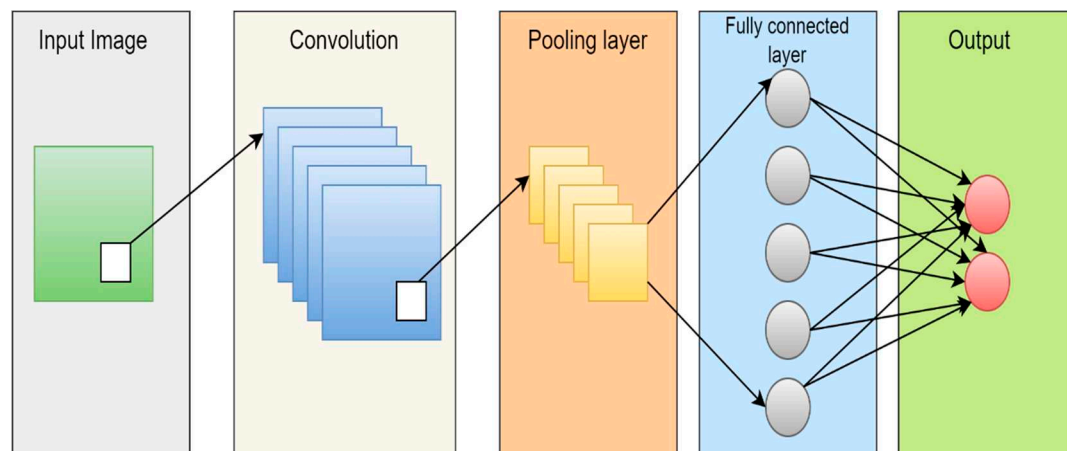 Input Image
Convolution
Pooling layer
Fully connected
layer
Output